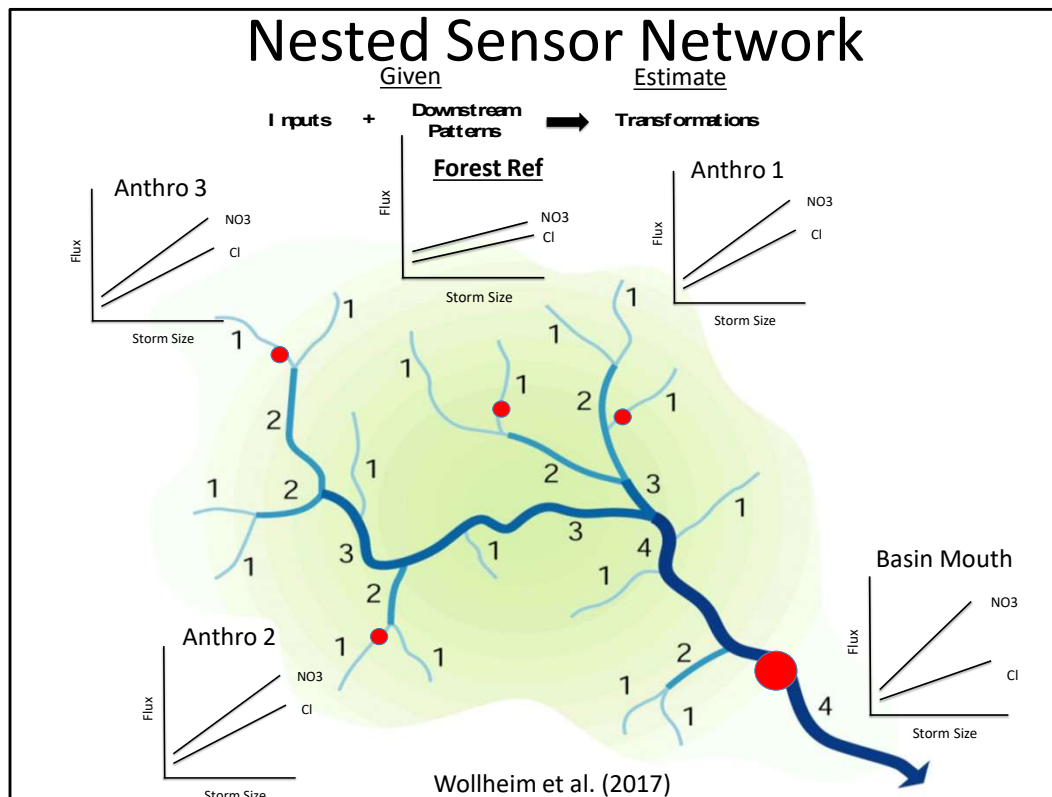 Nested Sensor Network
Given
Estimate
Inputs + Downstream Patterns Transformations
Forest Ref
Flux
NO3
Cl
Storm Size
Anthro 3
Flux
NO3
Cl
Storm Size
Anthro 1
Flux
NO3
Cl
Storm Size
1
1
1
1
1
1
1
2
2
1
2
1
1
2
3
1
1
3
3
4
1
1
1
2
Basin Mouth
Flux
NO3
Cl
Storm Size
Anthro 2
Flux
NO3
Cl
Storm Size
1
1
2
1
1
4
Wollheim et al. (2017)